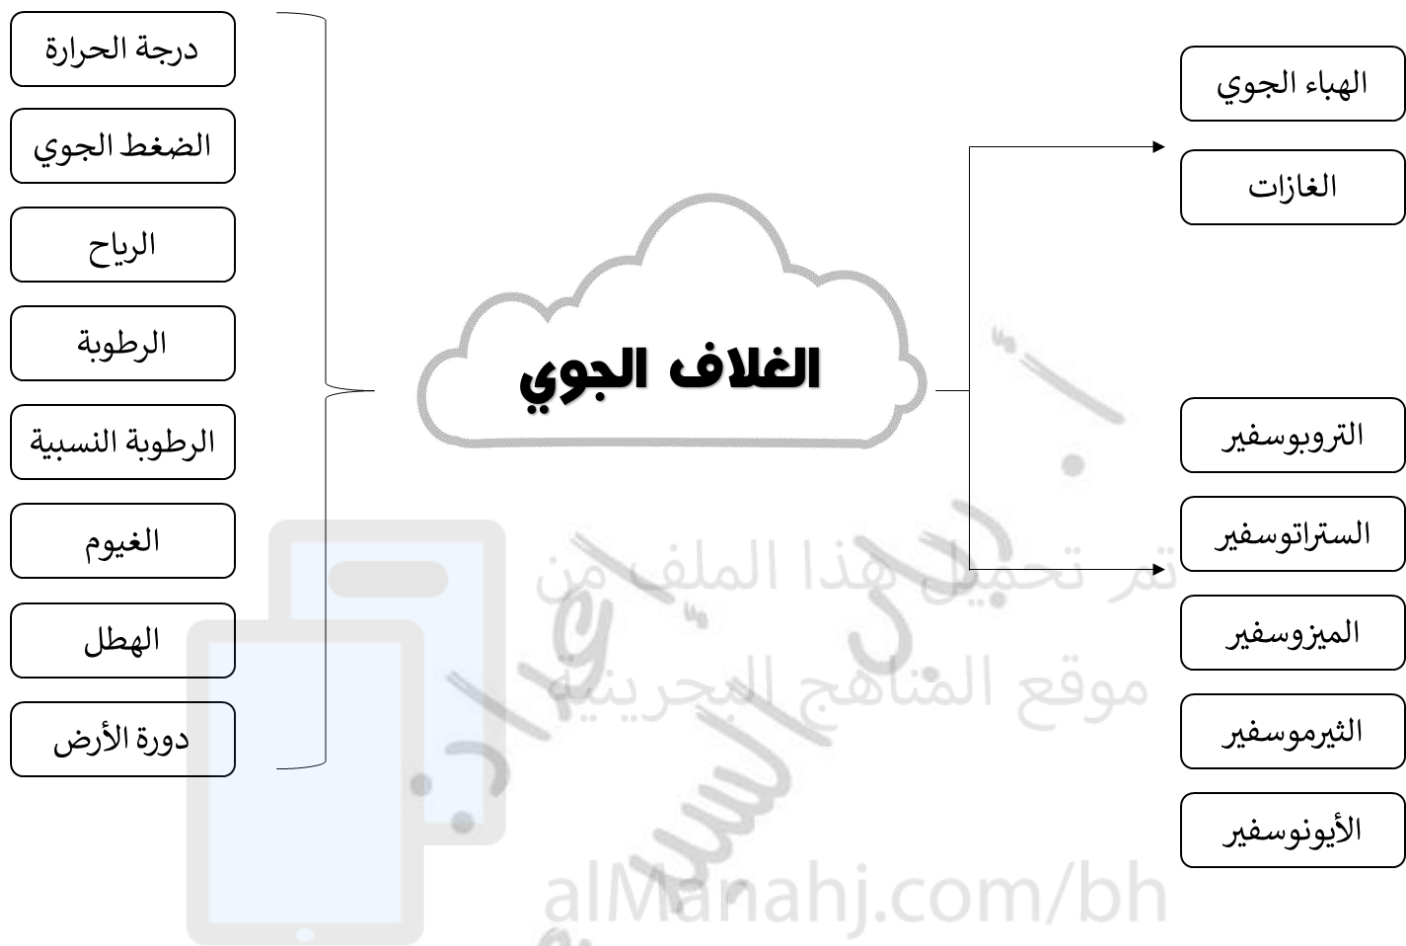 الهباء الجوي
الغازات
التروبوسفير
الستراتوسفير
الميزوسفير
الثيرموسفير
الأيونوسفير
الغلاف الجوي
درجة الحرارة
الضغط الجوي
الرياح
الرطوبة
الرطوبة النسبية
الغيوم
الهطل
دورة الأرض
تم تحميل هذا الملف من
موقع المناهج البحرينية
alManahj.com/bh